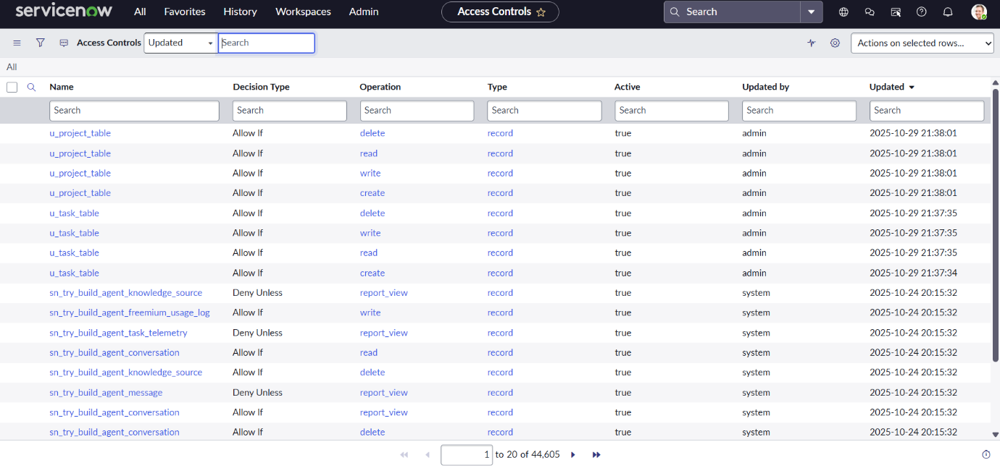 servicenow All Favorites History Workspaces Admin Access Controls Search
Access Controls Updated Search Actions on selected rows...
All
Name Decision Type Operation Type Active Updated by Updated
Search Search Search Search Search Search Search
u_project_table Allow If delete record true admin 2025-10-29 21:38:01
u_project_table Allow If read record true admin 2025-10-29 21:38:01
u_project_table Allow If write record true admin 2025-10-29 21:38:01
u_project_table Allow If create record true admin 2025-10-29 21:38:01
u_task_table Allow If delete record true admin 2025-10-29 21:37:35
u_task_table Allow If write record true admin 2025-10-29 21:37:35
u_task_table Allow If read record true admin 2025-10-29 21:37:35
u_task_table Allow If create record true admin 2025-10-29 21:37:34
sn_try_build_agent_knowledge_source Deny Unless report_view record true system 2025-10-24 20:15:32
sn_try_build_agent_freemium_usage_log Allow If write record true system 2025-10-24 20:15:32
sn_try_build_agent_task_telemetry Deny Unless report_view record true system 2025-10-24 20:15:32
sn_try_build_agent_conversation Allow If read record true system 2025-10-24 20:15:32
sn_try_build_agent_knowledge_source Allow If delete record true system 2025-10-24 20:15:32
sn_try_build_agent_message Deny Unless report_view record true system 2025-10-24 20:15:32
sn_try_build_agent_conversation Allow If report_view record true system 2025-10-24 20:15:32
sn_try_build_agent_conversation Allow If delete record true system 2025-10-24 20:15:32
1 to 20 of 44,605